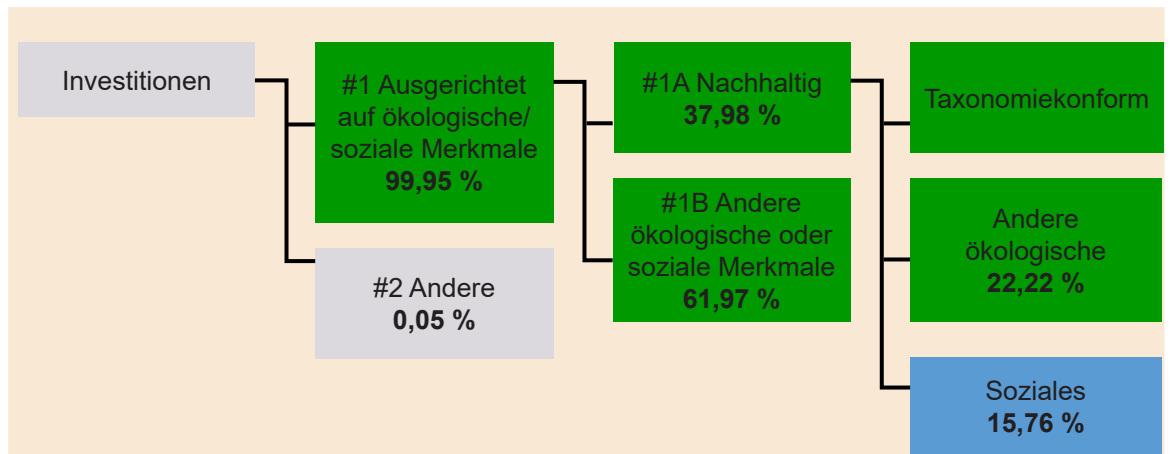 Investitionen
#1 Ausgerichtet
auf ökologische/
soziale Merkmale
99,95 %
#2 Andere
0,05 %
#1A Nachhaltig
37,98 %
#1B Andere
ökologische oder
soziale Merkmale
61,97 %
Taxonomiekonform
Andere
ökologische
22,22 %
Soziales
15,76 %